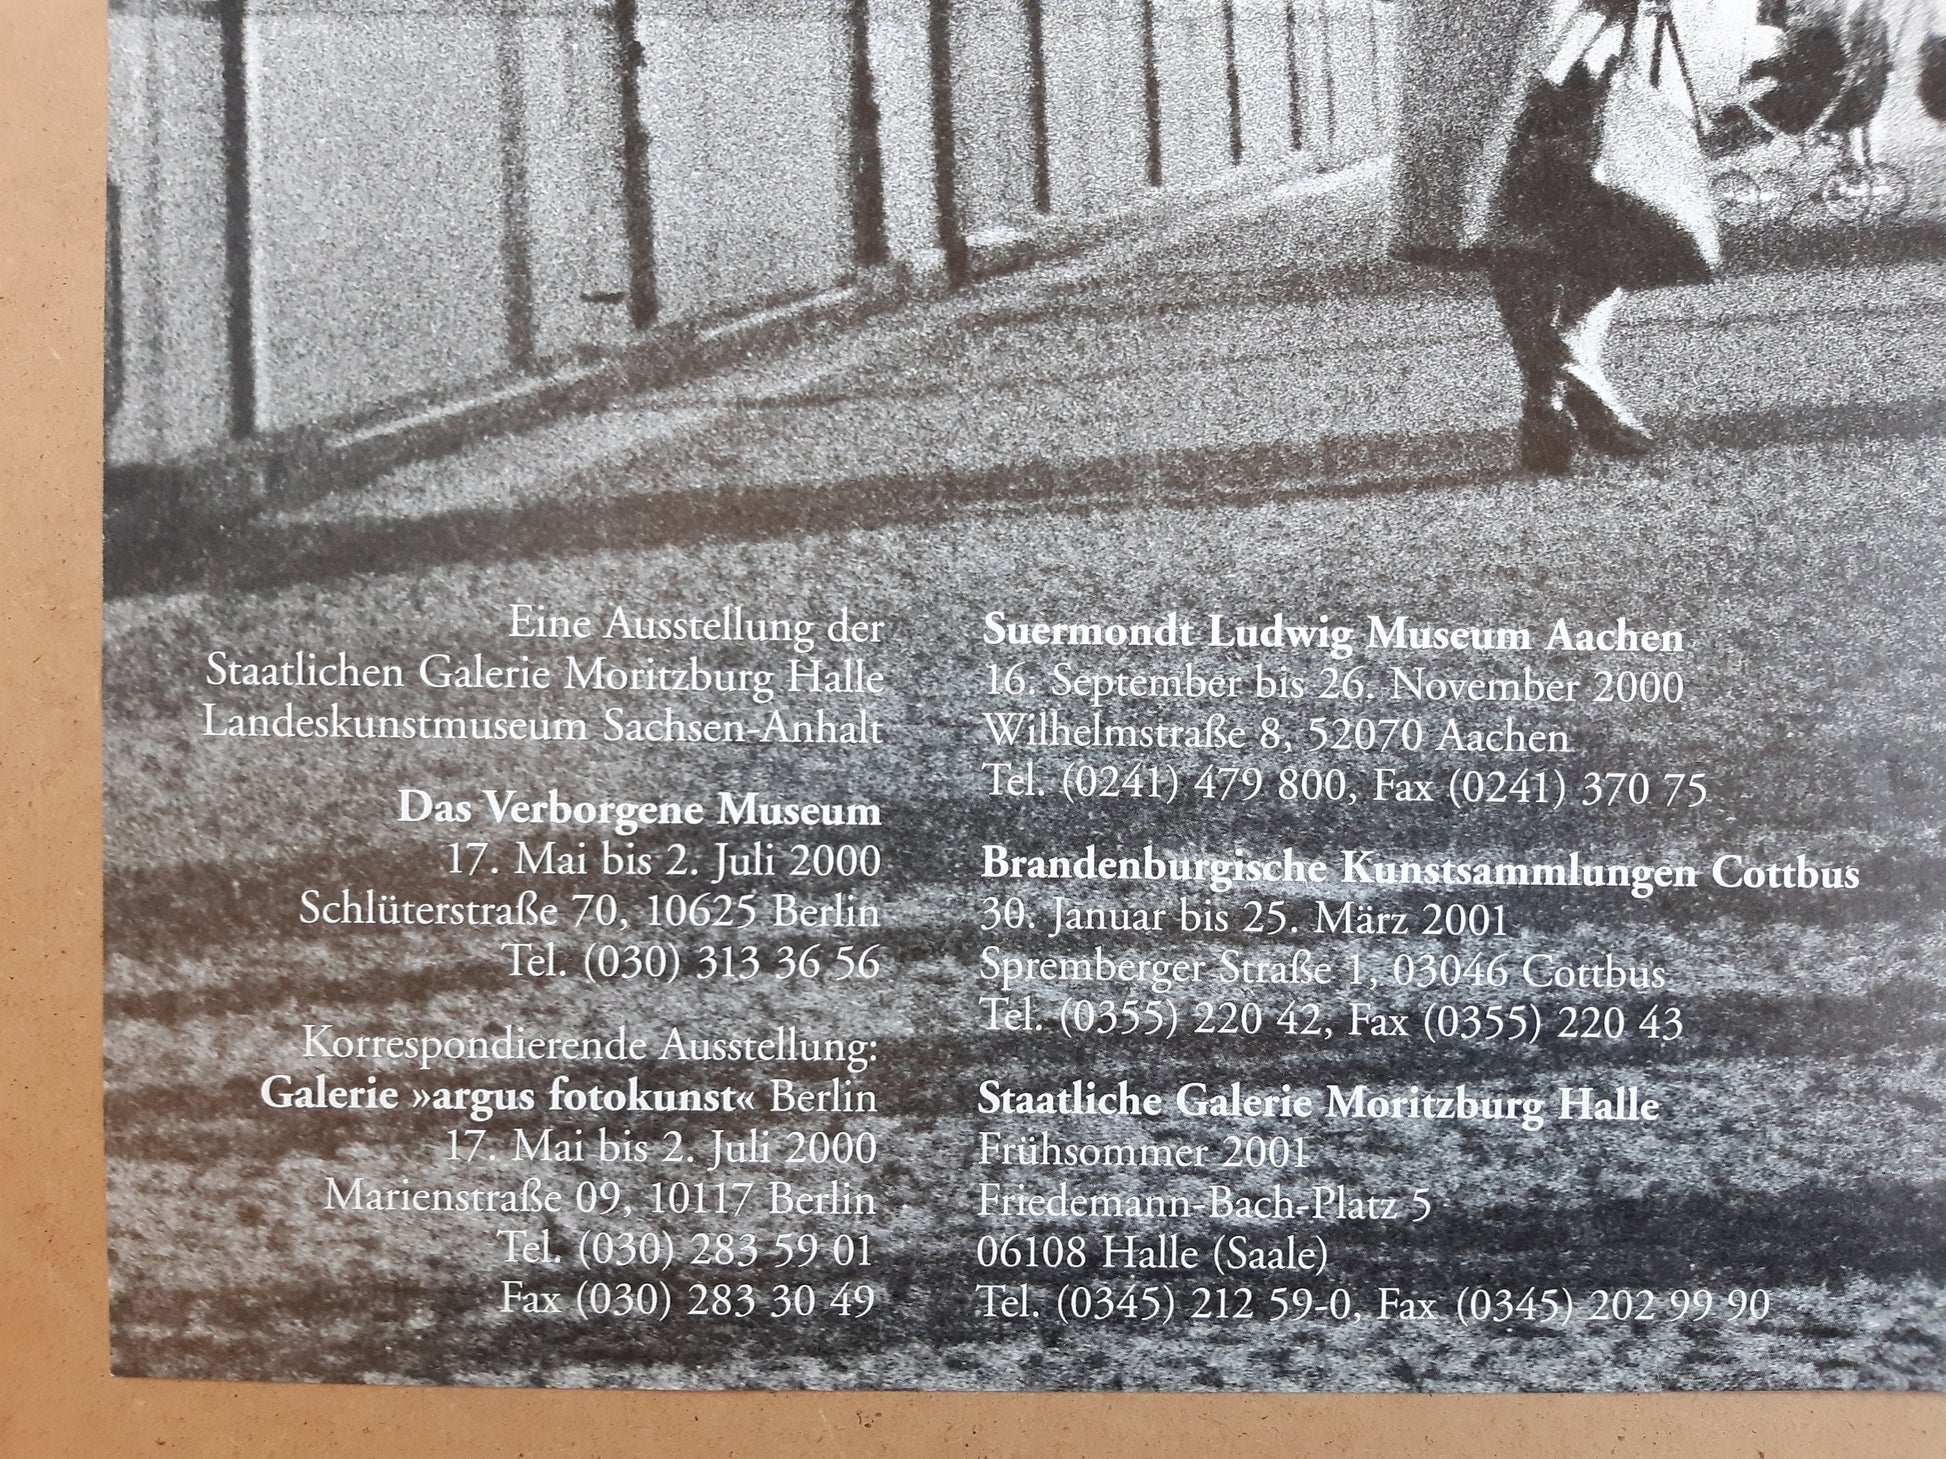 Eine Ausstellung der
Staatlichen Galerie Moritzburg Halle
Landeskunstmuseum Sachsen-Anhalt
Das Verborgene Museum
17. Mai bis 2. Juli 2000
Schlüterstraße 70, 10625 Berlin
Tel. (030) 313 36 56
Korrespondierende Ausstellung:
Galerie »argus fotokunst« Berlin
17. Mai bis 2. Juli 2000
Marienstraße 09, 10117 Berlin
Tel. (030) 283 59 01
Fax (030) 283 30 49
Suermondt Ludwig Museum Aachen
16. September bis 26. November 2000
Wilhelmstraße 8, 52070 Aachen
Tel. (0241) 479 800, Fax (0241) 370 75
Brandenburgische Kunstsammlungen Cottbus
30. Januar bis 25. März 2001
Spremberger Straße 1, 03046 Cottbus
Tel. (0355) 220 42, Fax (0355) 220 43
Staatliche Galerie Moritzburg Halle
Frühsommer 2001
Friedemann-Bach-Platz 5
06108 Halle (Saale)
Tel. (0345) 212 59-0, Fax (0345) 202 99 90